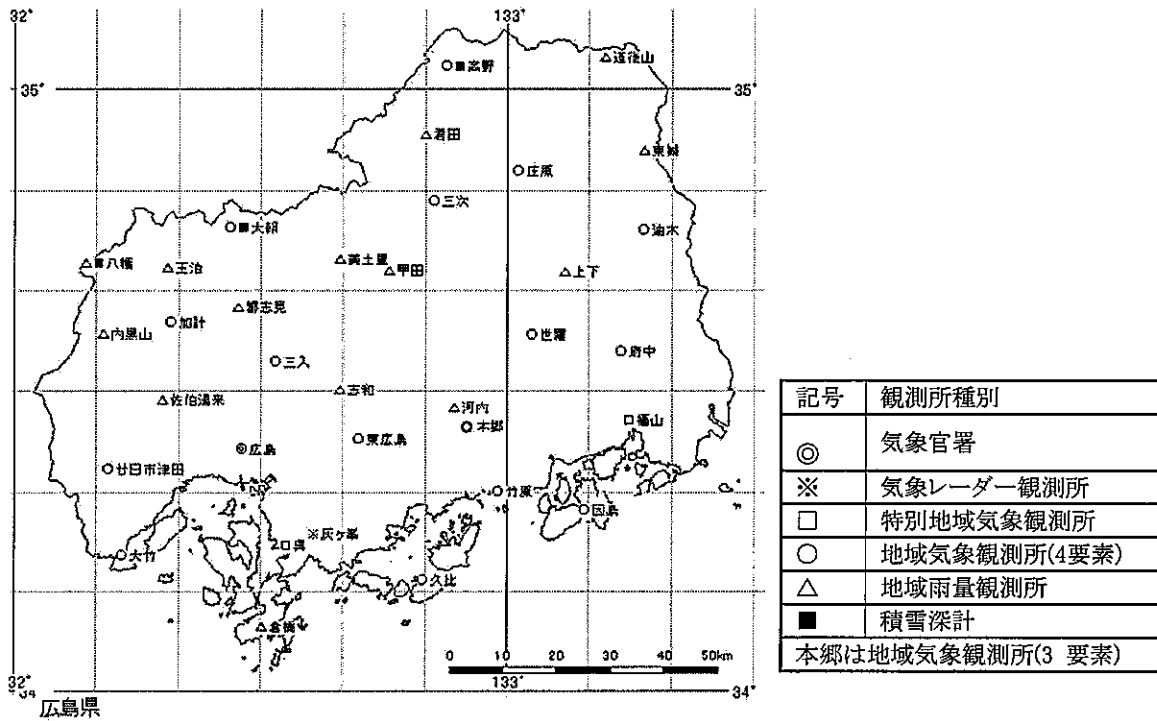 32°
133°
道後山
高野
35°
35°
君田
東城
庄原
三次
油木
大朝
八幡
王泊
美土里
甲田
上下
都志見
加計
内黒山
世羅
府中
三入
佐伯湯来
志和
河内
本郷
福山
東広島
広島
廿日市津田
竹原
因島
灰ヶ峯
呉
大竹
久比
倉橋
0 10 20 30 40 50km
32°
34
133°
34°
広島県
記号 観測所種別
◎ 気象官署
※ 気象レーダー観測所
□ 特別地域気象観測所
○ 地域気象観測所(4要素)
△ 地域雨量観測所
■ 積雪深計
本郷は地域気象観測所(3 要素)